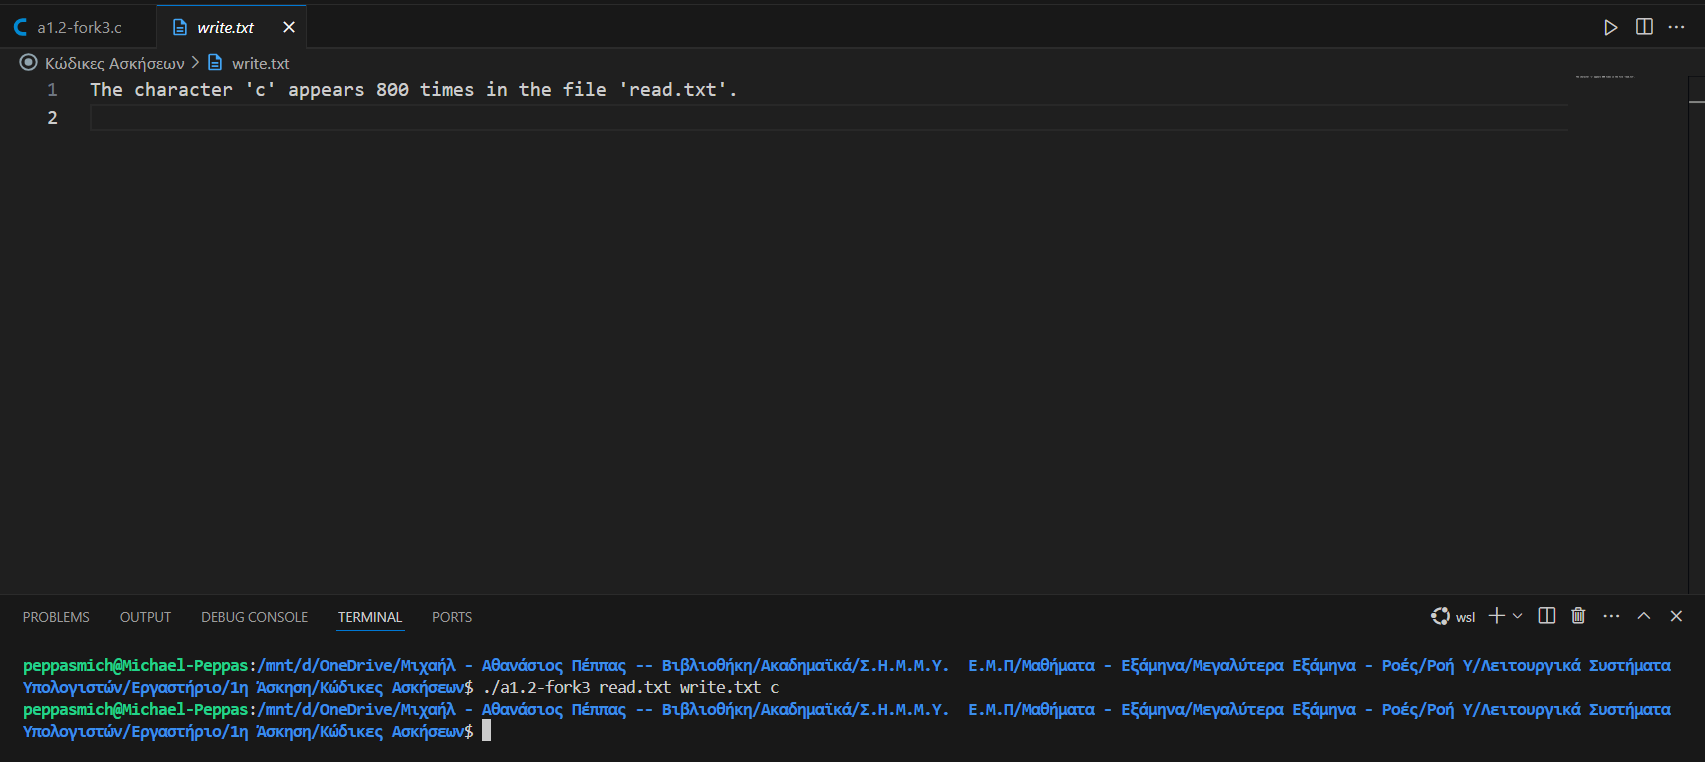 a1.2-fork3.c write.txt
Κώδικες Ασκήσεων > write.txt
1 The character 'c' appears 800 times in the file 'read.txt'.
2
PROBLEMS OUTPUT DEBUG CONSOLE TERMINAL PORTS wsl
peppasmich@Michael-Peppas:/mnt/d/OneDrive/Μιχαήλ - Αθανάσιος Πέππας -- Βιβλιοθήκη/Ακαδημαϊκά/Σ.Η.Μ.Μ.Υ.  Ε.Μ.Π/Μαθήματα - Εξάμηνα/Μεγαλύτερα Εξάμηνα - Ροές/Ροή Υ/Λειτουργικά Συστήματα
Υπολογιστών/Εργαστήριο/1η Άσκηση/Κώδικες Ασκήσεων$ ./a1.2-fork3 read.txt write.txt c
peppasmich@Michael-Peppas:/mnt/d/OneDrive/Μιχαήλ - Αθανάσιος Πέππας -- Βιβλιοθήκη/Ακαδημαϊκά/Σ.Η.Μ.Μ.Υ.  Ε.Μ.Π/Μαθήματα - Εξάμηνα/Μεγαλύτερα Εξάμηνα - Ροές/Ροή Υ/Λειτουργικά Συστήματα
Υπολογιστών/Εργαστήριο/1η Άσκηση/Κώδικες Ασκήσεων$